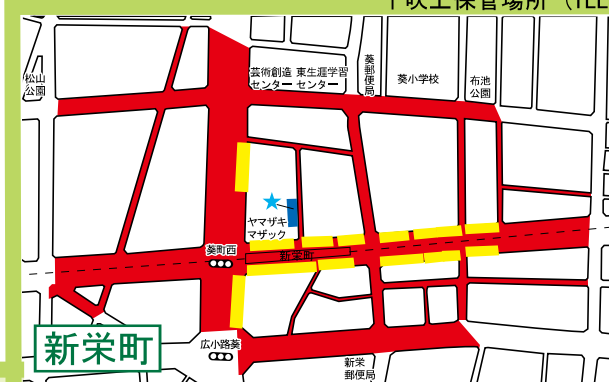 保管場所（TEL
松山
公園
芸術創造
センター
東生涯学習
センター
葵郵便局
葵小学校
布池
公園
ヤマザキ
マザック
葵町西
新栄町
広小路葵
新栄
郵便局
新栄町